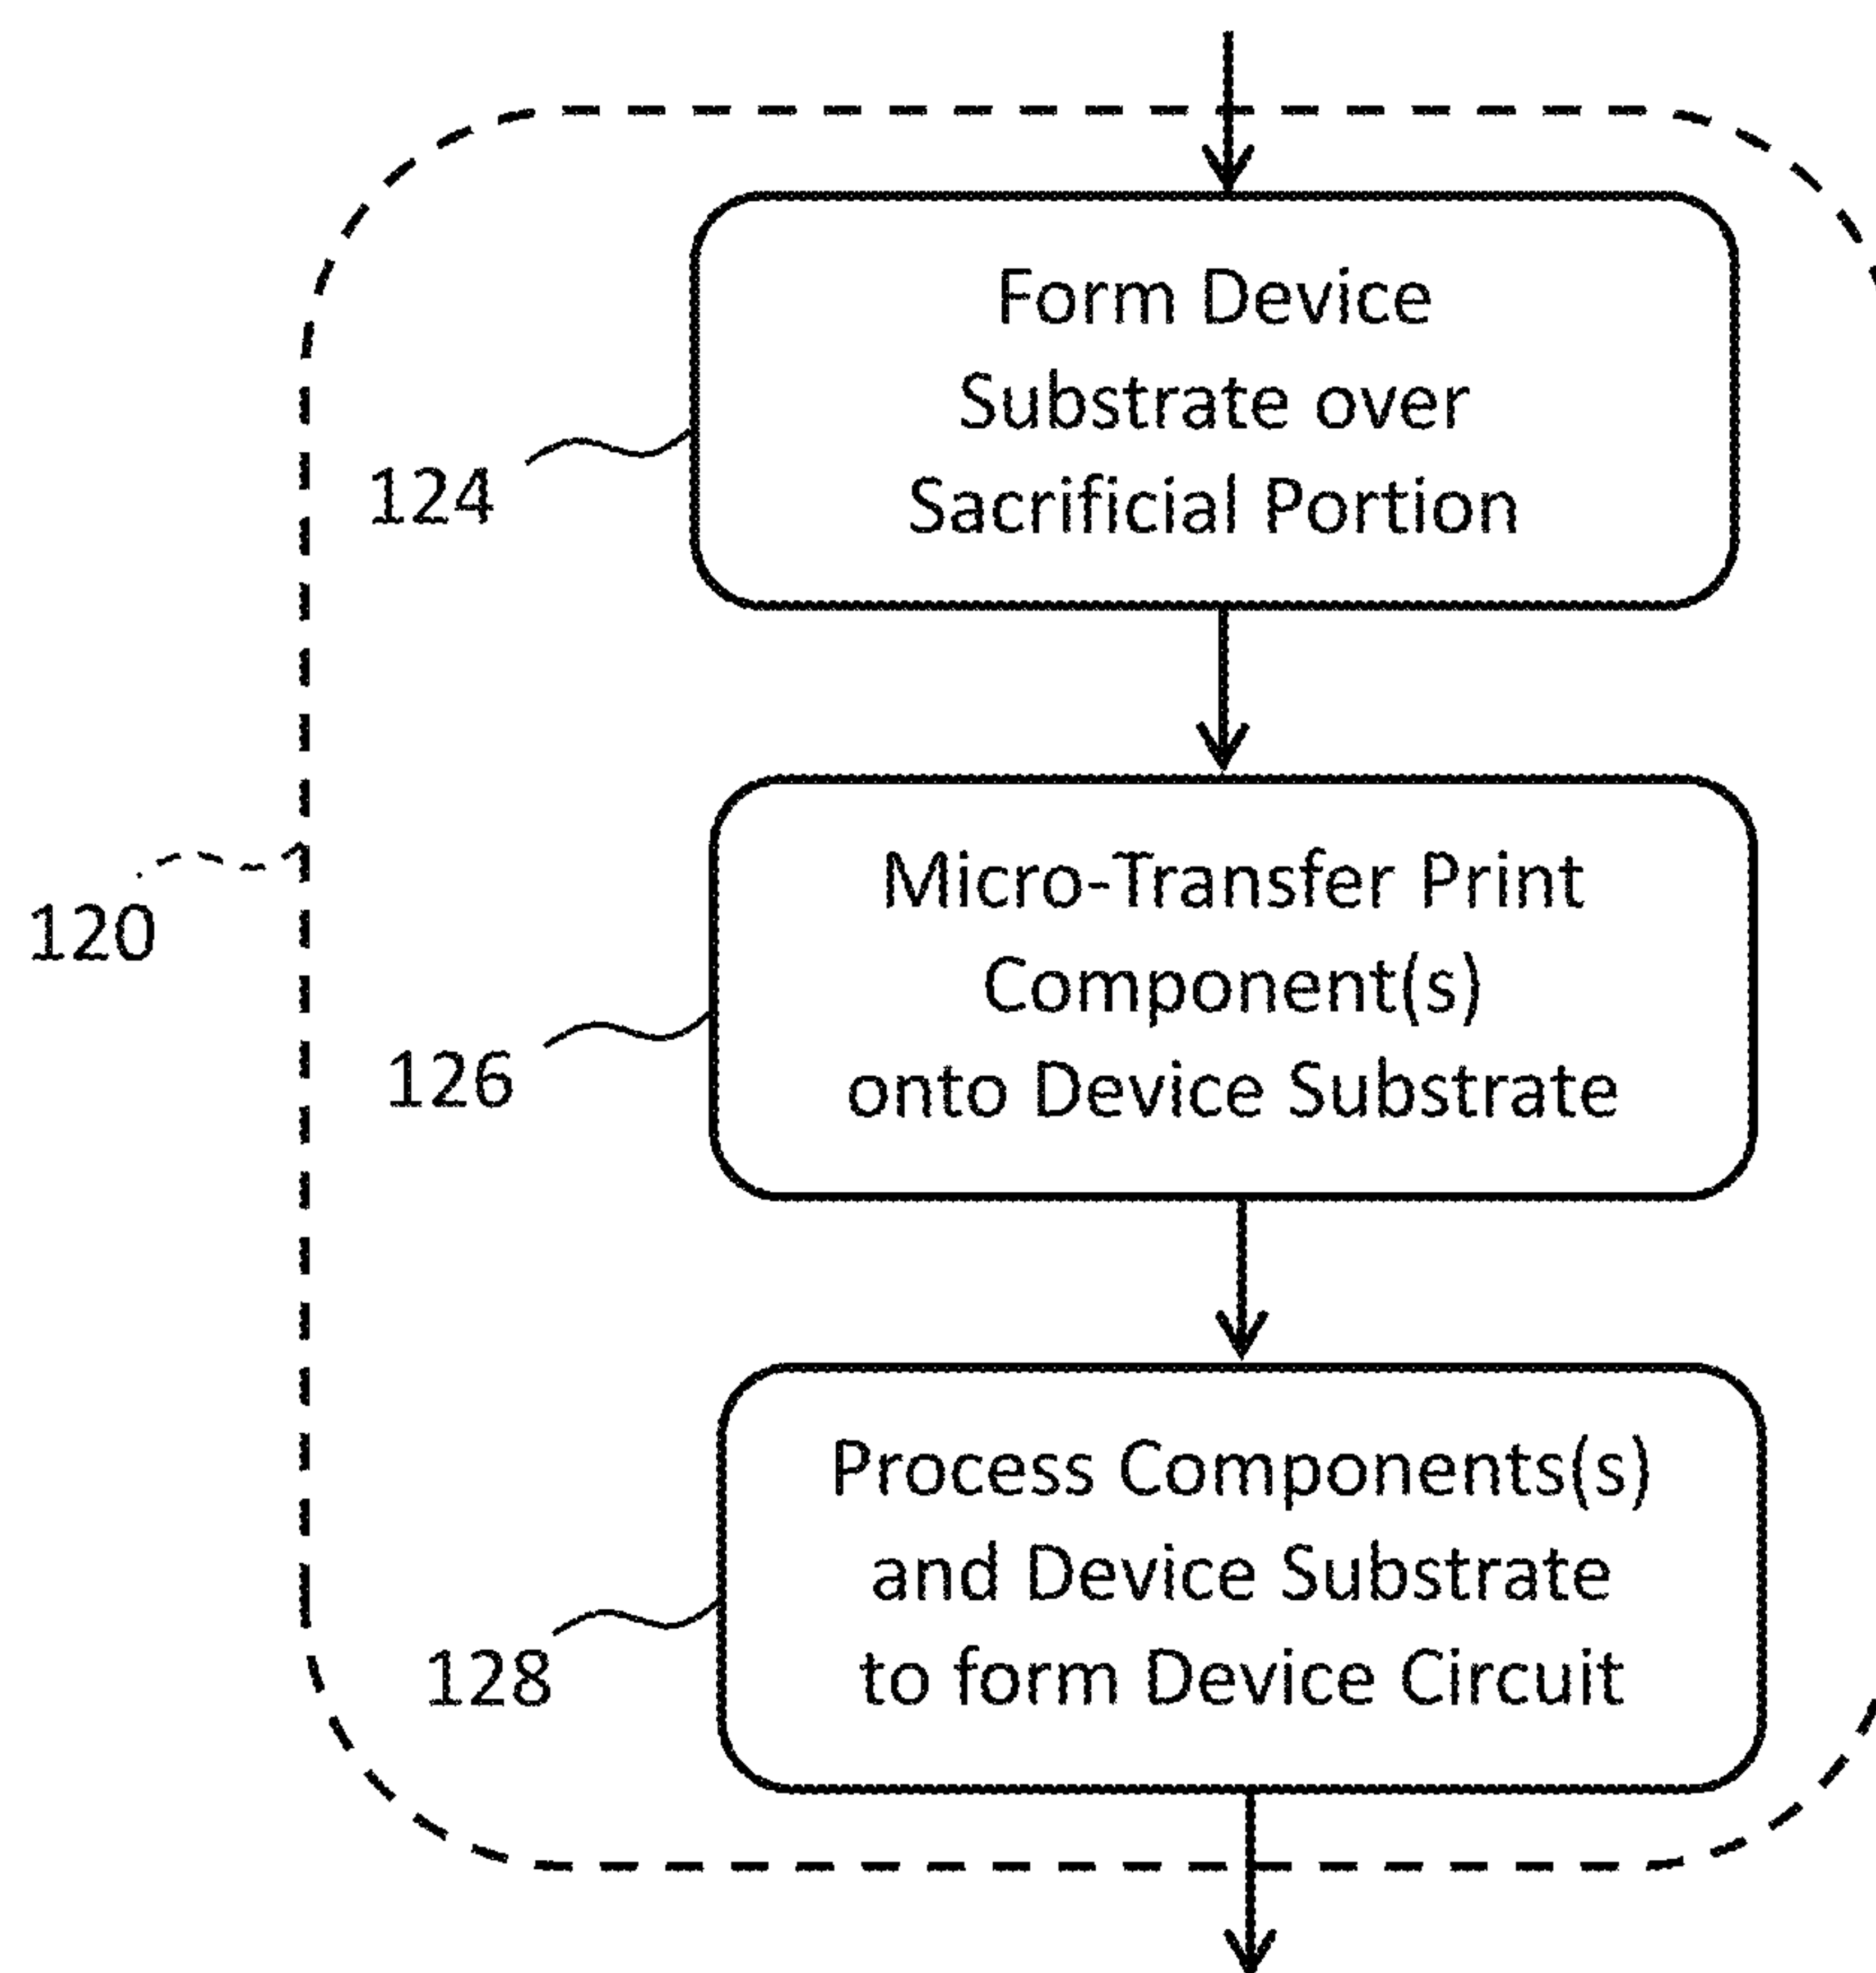 Form Device
Substrate over
Sacrificial Portion
124
Micro-Transfer Print
Component(s)
onto Device Substrate
120
126
Process Components(s)
and Device Substrate
to form Device Circuit
128